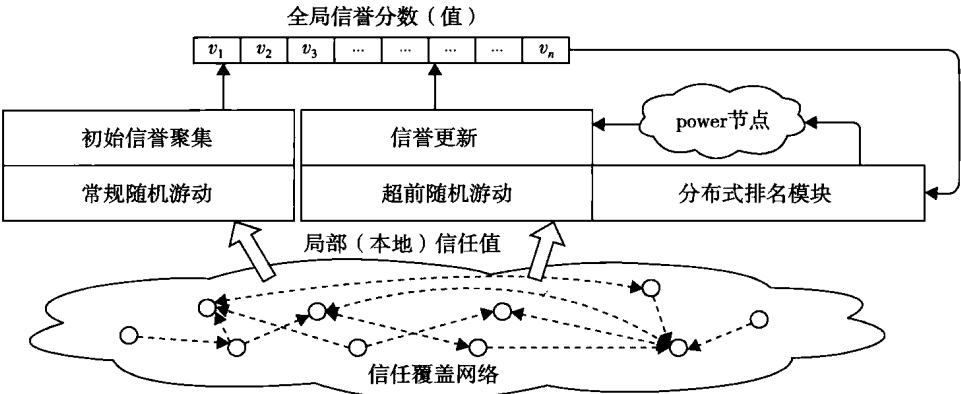 全局信誉分数（值）
v1 v2 v3 ... ... ... ... vn
power节点
初始信誉聚集 信誉更新
常规随机游动 超前随机游动 分布式排名模块
局部（本地）信任值
信任覆盖网络